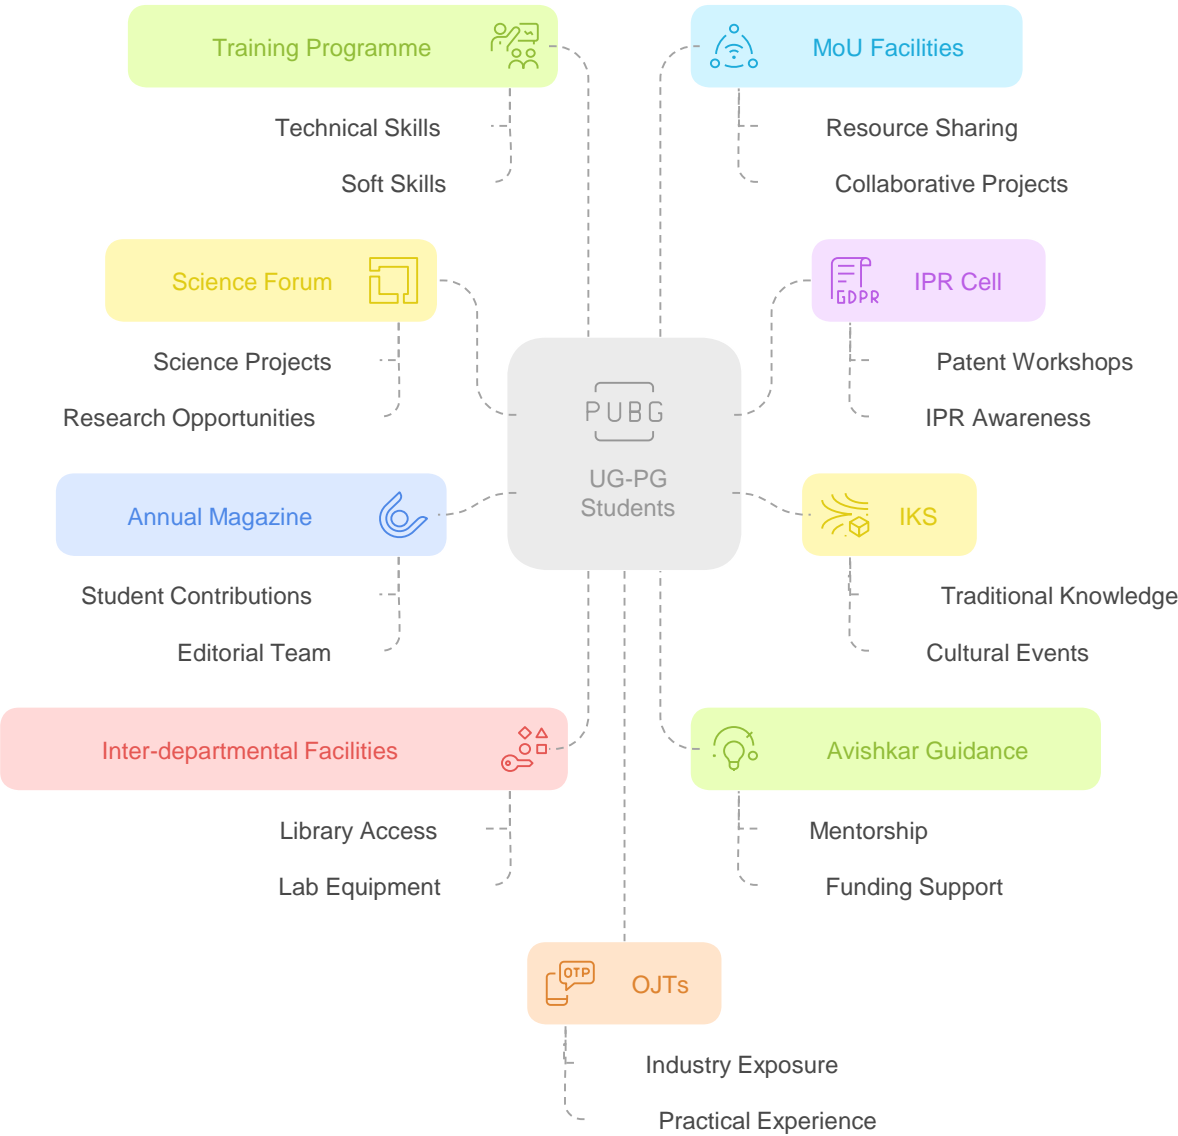 Training Programme
Technical Skills
Soft Skills
MoU Facilities
Resource Sharing
Collaborative Projects
Science Forum
Science Projects
Research Opportunities
GDPR
IPR Cell
Patent Workshops
IPR Awareness
PUBG
UG-PG
Students
Annual Magazine
Student Contributions
Editorial Team
IKS
Traditional Knowledge
Cultural Events
Inter-departmental Facilities
Library Access
Lab Equipment
Avishkar Guidance
Mentorship
Funding Support
OTP
OJTs
Industry Exposure
Practical Experience